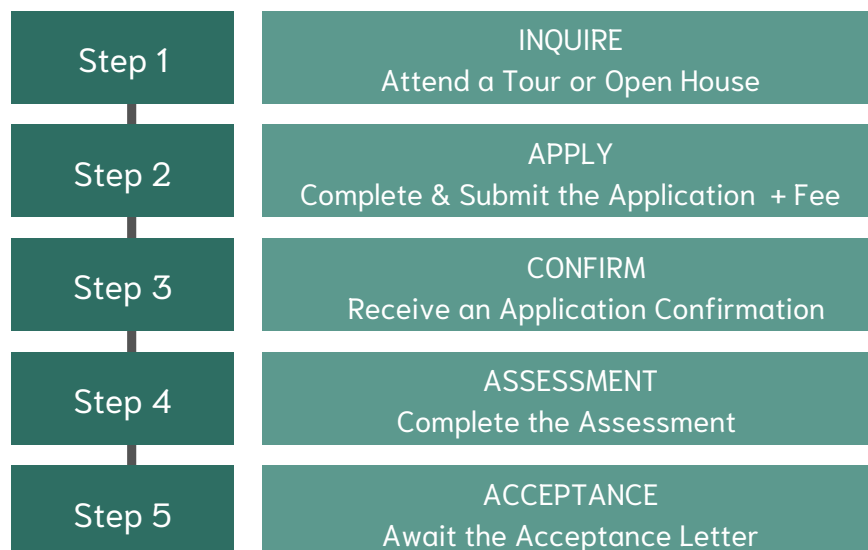 Step 1
INQUIRE
Attend a Tour or Open House
Step 2
APPLY
Complete & Submit the Application + Fee
Step 3
CONFIRM
Receive an Application Confirmation
Step 4
ASSESSMENT
Complete the Assessment
Step 5
ACCEPTANCE
Await the Acceptance Letter